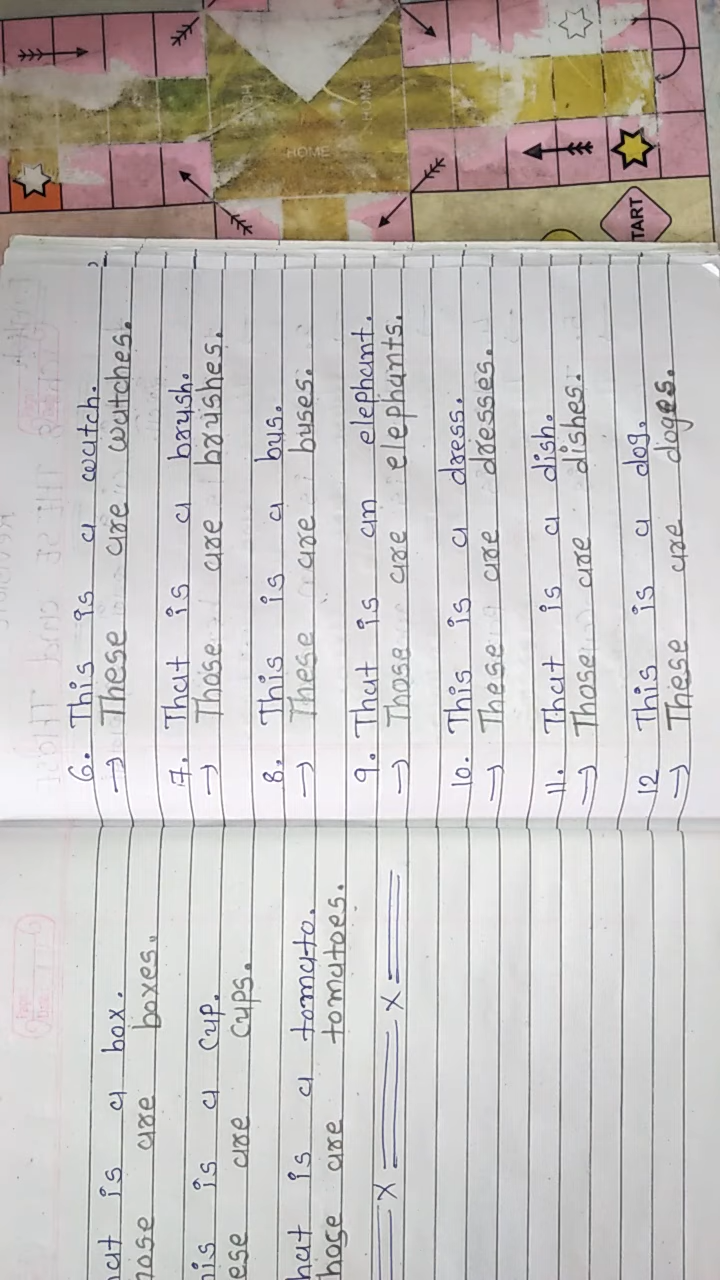 6. This is a watch.
→ These are watches.
7. That is a brush.
→ Those are brushes.
8. This is a bus.
→ These are buses.
9. That is an elephant.
→ Those are elephants.
10. This is a dress.
→ These are dresses.
11. That is a dish.
→ Those are dishes.
12 This is a dog.
→ These are doges.
hat is a box.
hose are boxes.
his is a cup.
ese are cups.
hat is a tomato.
hose are tomatoes.
x x
HOME
HOME
HOME
TART